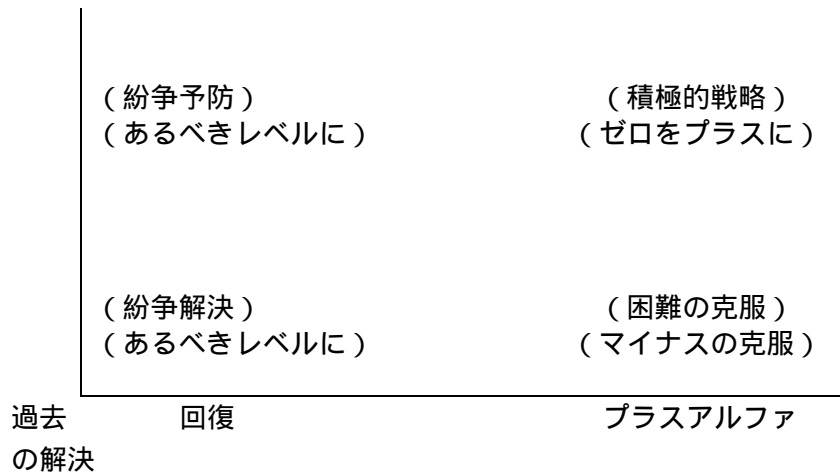 (紛争予防) (積極的戦略)
(あるべきレベルに) (ゼロをプラスに)
(紛争解決) (困難の克服)
(あるべきレベルに) (マイナスの克服)
過去 回復 プラスアルファ
の解決